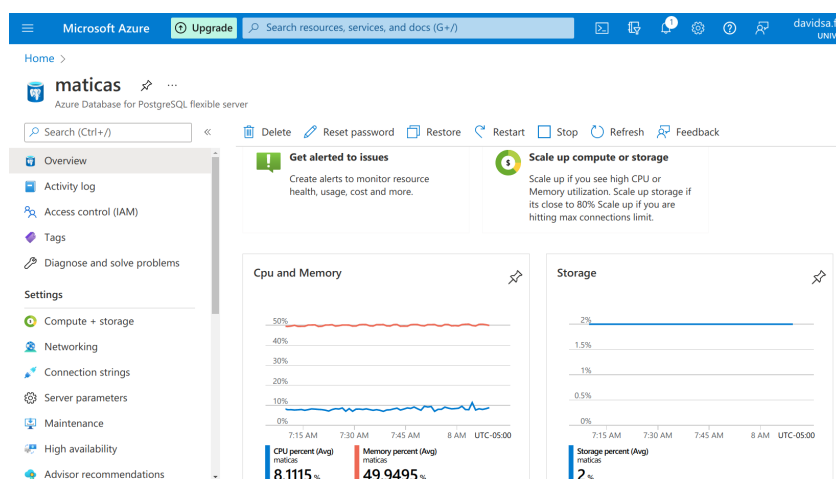 Microsoft Azure
Upgrade
Search resources, services, and docs (G+/)
1
davidsa.f
UNIV
Home >
maticas
Azure Database for PostgreSQL flexible server
Search (Ctrl+/)
«
Delete
Reset password
Restore
Restart
Stop
Refresh
Feedback
Overview
Activity log
Access control (IAM)
Tags
Diagnose and solve problems
Settings
Compute + storage
Networking
Connection strings
Server parameters
Maintenance
High availability
Advisor recommendations
Get alerted to issues
Create alerts to monitor resource
health, usage, cost and more.
Scale up compute or storage
Scale up if you see high CPU or
Memory utilization. Scale up storage if
its close to 80% Scale up if you are
hitting max connections limit.
Cpu and Memory
50%
40%
30%
20%
10%
0%
7:15 AM
7:30 AM
7:45 AM
8 AM
UTC-05:00
CPU percent (Avg)
maticas
8.1115 %
Memory percent (Avg)
maticas
49.9495 %
Storage
2%
1.5%
1%
0.5%
0%
7:15 AM
7:30 AM
7:45 AM
8 AM
UTC-05:00
Storage percent (Avg)
maticas
2 %